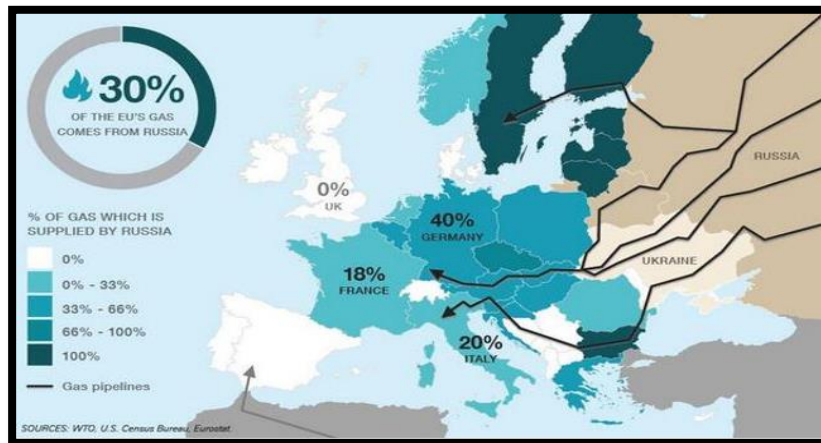 30%
OF THE EU'S GAS
COMES FROM RUSSIA
% OF GAS WHICH IS
SUPPLIED BY RUSSIA
0%
0% - 33%
33% - 66%
66% - 100%
100%
Gas pipelines
0%
UK
40%
GERMANY
18%
FRANCE
20%
ITALY
RUSSIA
UKRAINE
SOURCES: WTO, U.S. Census Bureau, Eurostat.